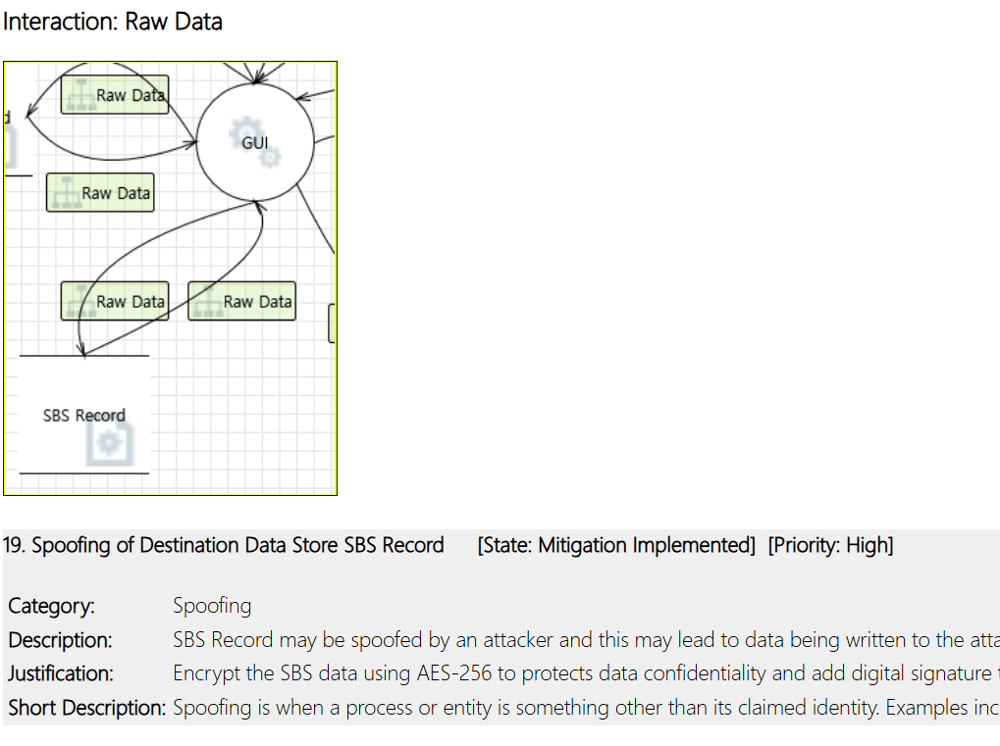 Interaction: Raw Data
Raw Data
GUI
Raw Data
Raw Data
Raw Data
SBS Record
19. Spoofing of Destination Data Store SBS Record [State: Mitigation Implemented] [Priority: High]
Category: Spoofing
Description: SBS Record may be spoofed by an attacker and this may lead to data being written to the
Justification: Encrypt the SBS data using AES-256 to protects data confidentiality and add digital signature
Short Description: Spoofing is when a process or entity is something other than its claimed identity. Examples